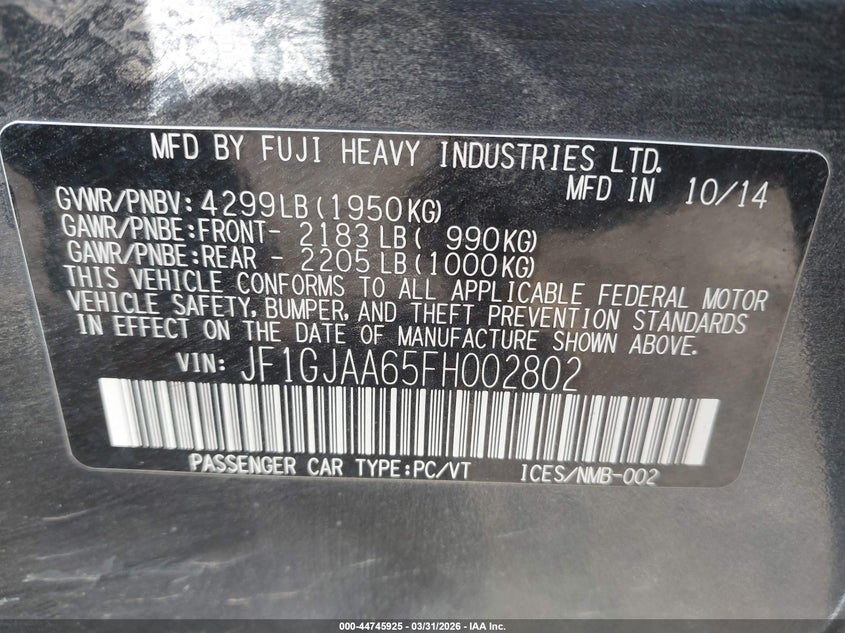 MFD BY FUJI HEAVY INDUSTRIES LTD.
MFD IN 10/14
GVWR/PNBV: 4299LB(1950KG)
GAWR/PNBE:FRONT- 2183LB( 990KG)
GAWR/PNBE:REAR - 2205LB(1000KG)
THIS VEHICLE CONFORMS TO ALL APPLICABLE FEDERAL MOTOR
VEHICLE SAFETY, BUMPER, AND THEFT PREVENTION STANDARDS
IN EFFECT ON THE DATE OF MANUFACTURE SHOWN ABOVE.
VIN: JF1GJAA65FH002802
PASSENGER CAR TYPE:PC/VT ICES/NMB-002
000-44745925 - 03/31/2026 - IAA Inc.